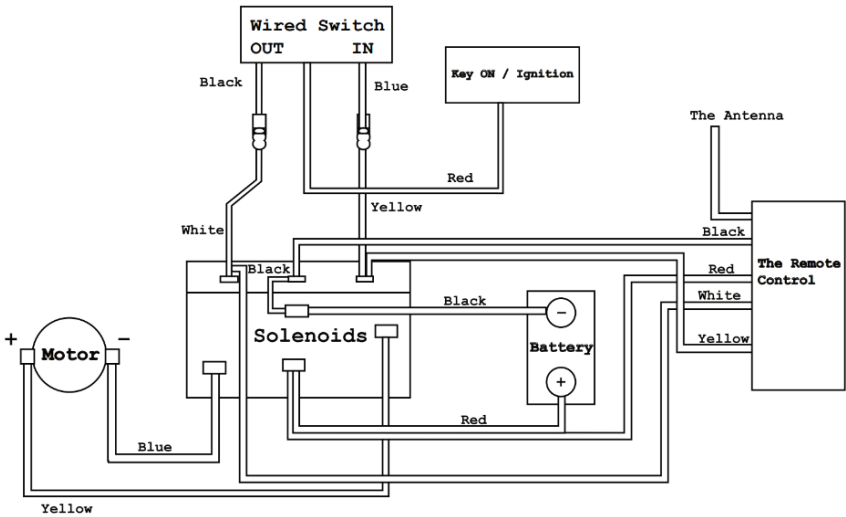 Wired Switch
OUT IN
Black
Blue
Key ON / Ignition
The Antenna
Red
Yellow
White
Black
Black
The Remote
Control
Red
White
Black
Solenoids
Yellow
Battery
−
+
+ −
Motor
Red
Blue
Yellow